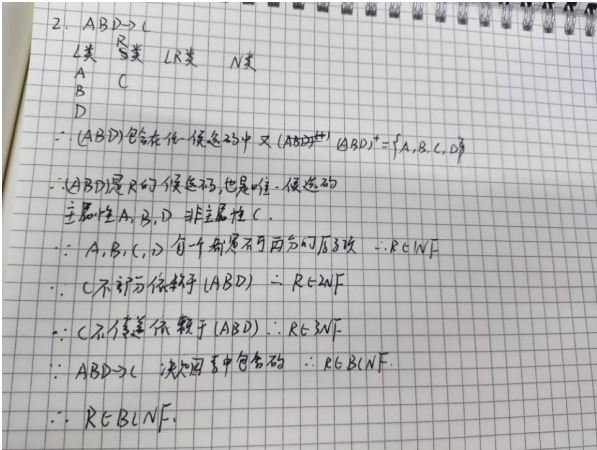 2. ABD→C
L类 R类 LR类 N类
A C
B
D
∴ (ABD)包含在任一候选码中 又 (ABD)⁺={A,B,C,D}
∴(ABD)是R的候选码,也是唯一候选码
主属性A,B,D 非主属性C.
∵ A,B,C,D 每一个都是不可再分的属性 ∴R∈1NF
∵ C不部分依赖于(ABD) ∴ R∈2NF
∵ C不传递依赖于(ABD) ∴R∈3NF
∵ ABD→C 决定因素中包含码 ∴ R∈BCNF.
∴ R∈BCNF.